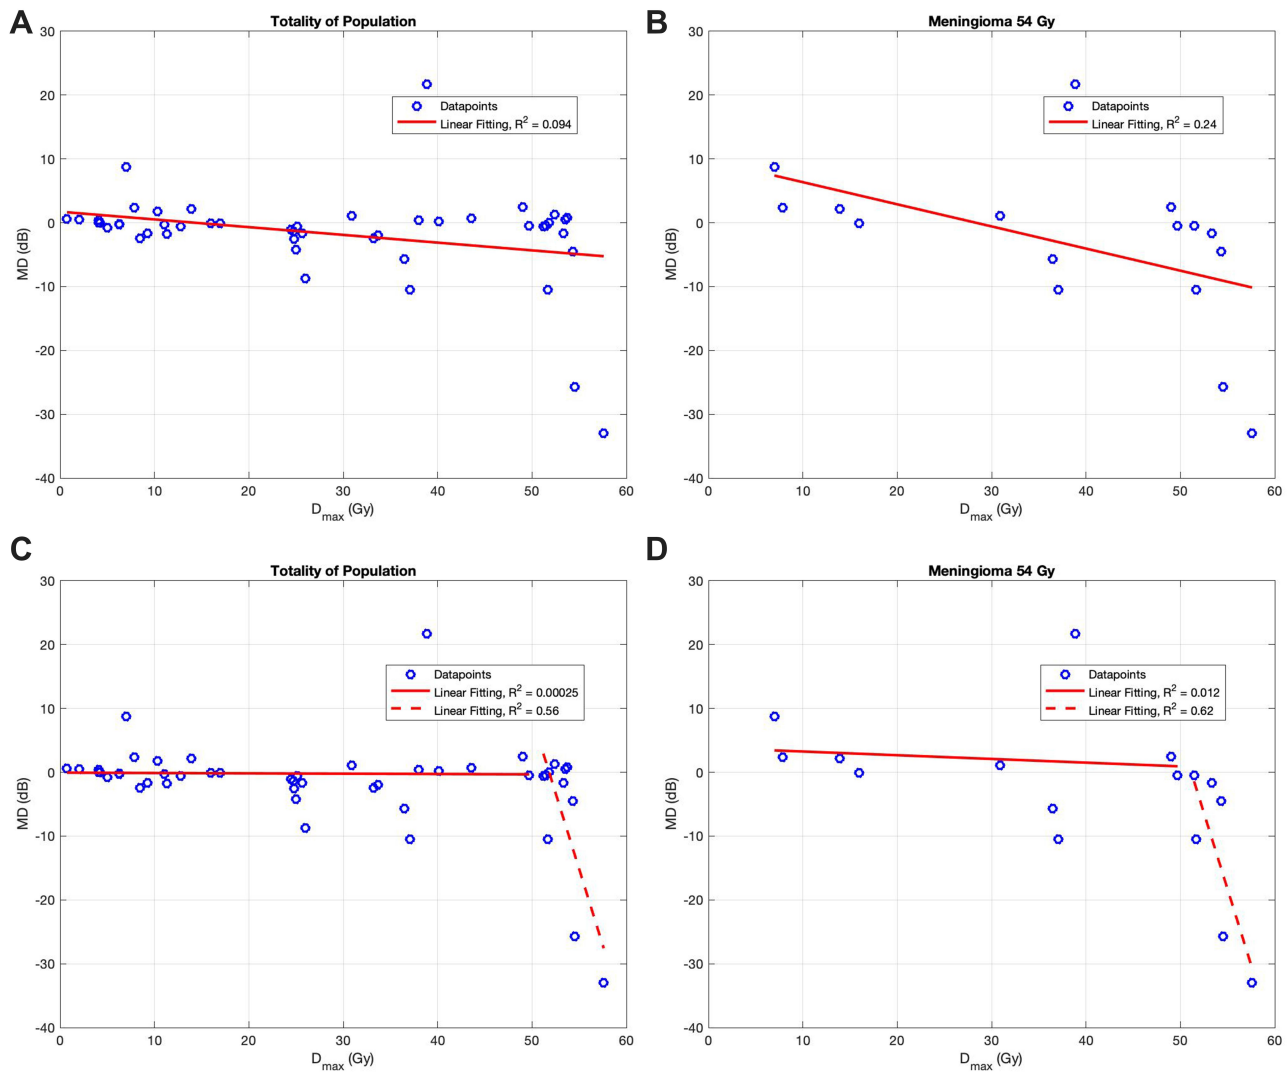 A
Totality of Population
30
20
10
0
-10
-20
-30
-40
MD (dB)
Datapoints
Linear Fitting, R² = 0.094
0 10 20 30 40 50 60
Dmax (Gy)
B
Meningioma 54 Gy
30
20
10
0
-10
-20
-30
-40
MD (dB)
Datapoints
Linear Fitting, R² = 0.24
0 10 20 30 40 50 60
Dmax (Gy)
C
Totality of Population
30
20
10
0
-10
-20
-30
-40
MD (dB)
Datapoints
Linear Fitting, R² = 0.00025
Linear Fitting, R² = 0.56
0 10 20 30 40 50 60
Dmax (Gy)
D
Meningioma 54 Gy
30
20
10
0
-10
-20
-30
-40
MD (dB)
Datapoints
Linear Fitting, R² = 0.012
Linear Fitting, R² = 0.62
0 10 20 30 40 50 60
Dmax (Gy)